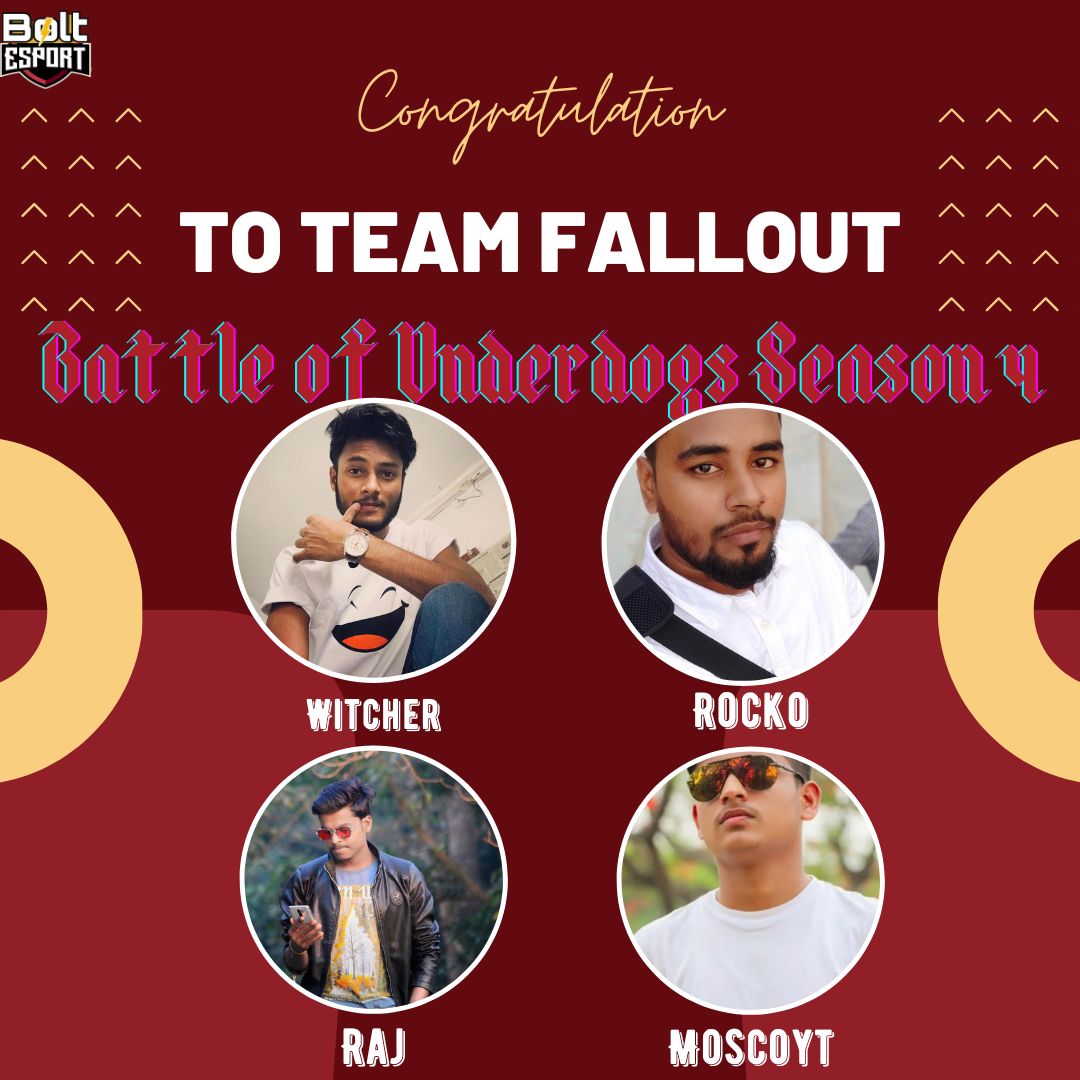 Bolt
ESPORT
Congratulation
TO TEAM FALLOUT
Battle of Underdogs Season 4
WITCHER
ROCKO
RAJ
MOSCOYT